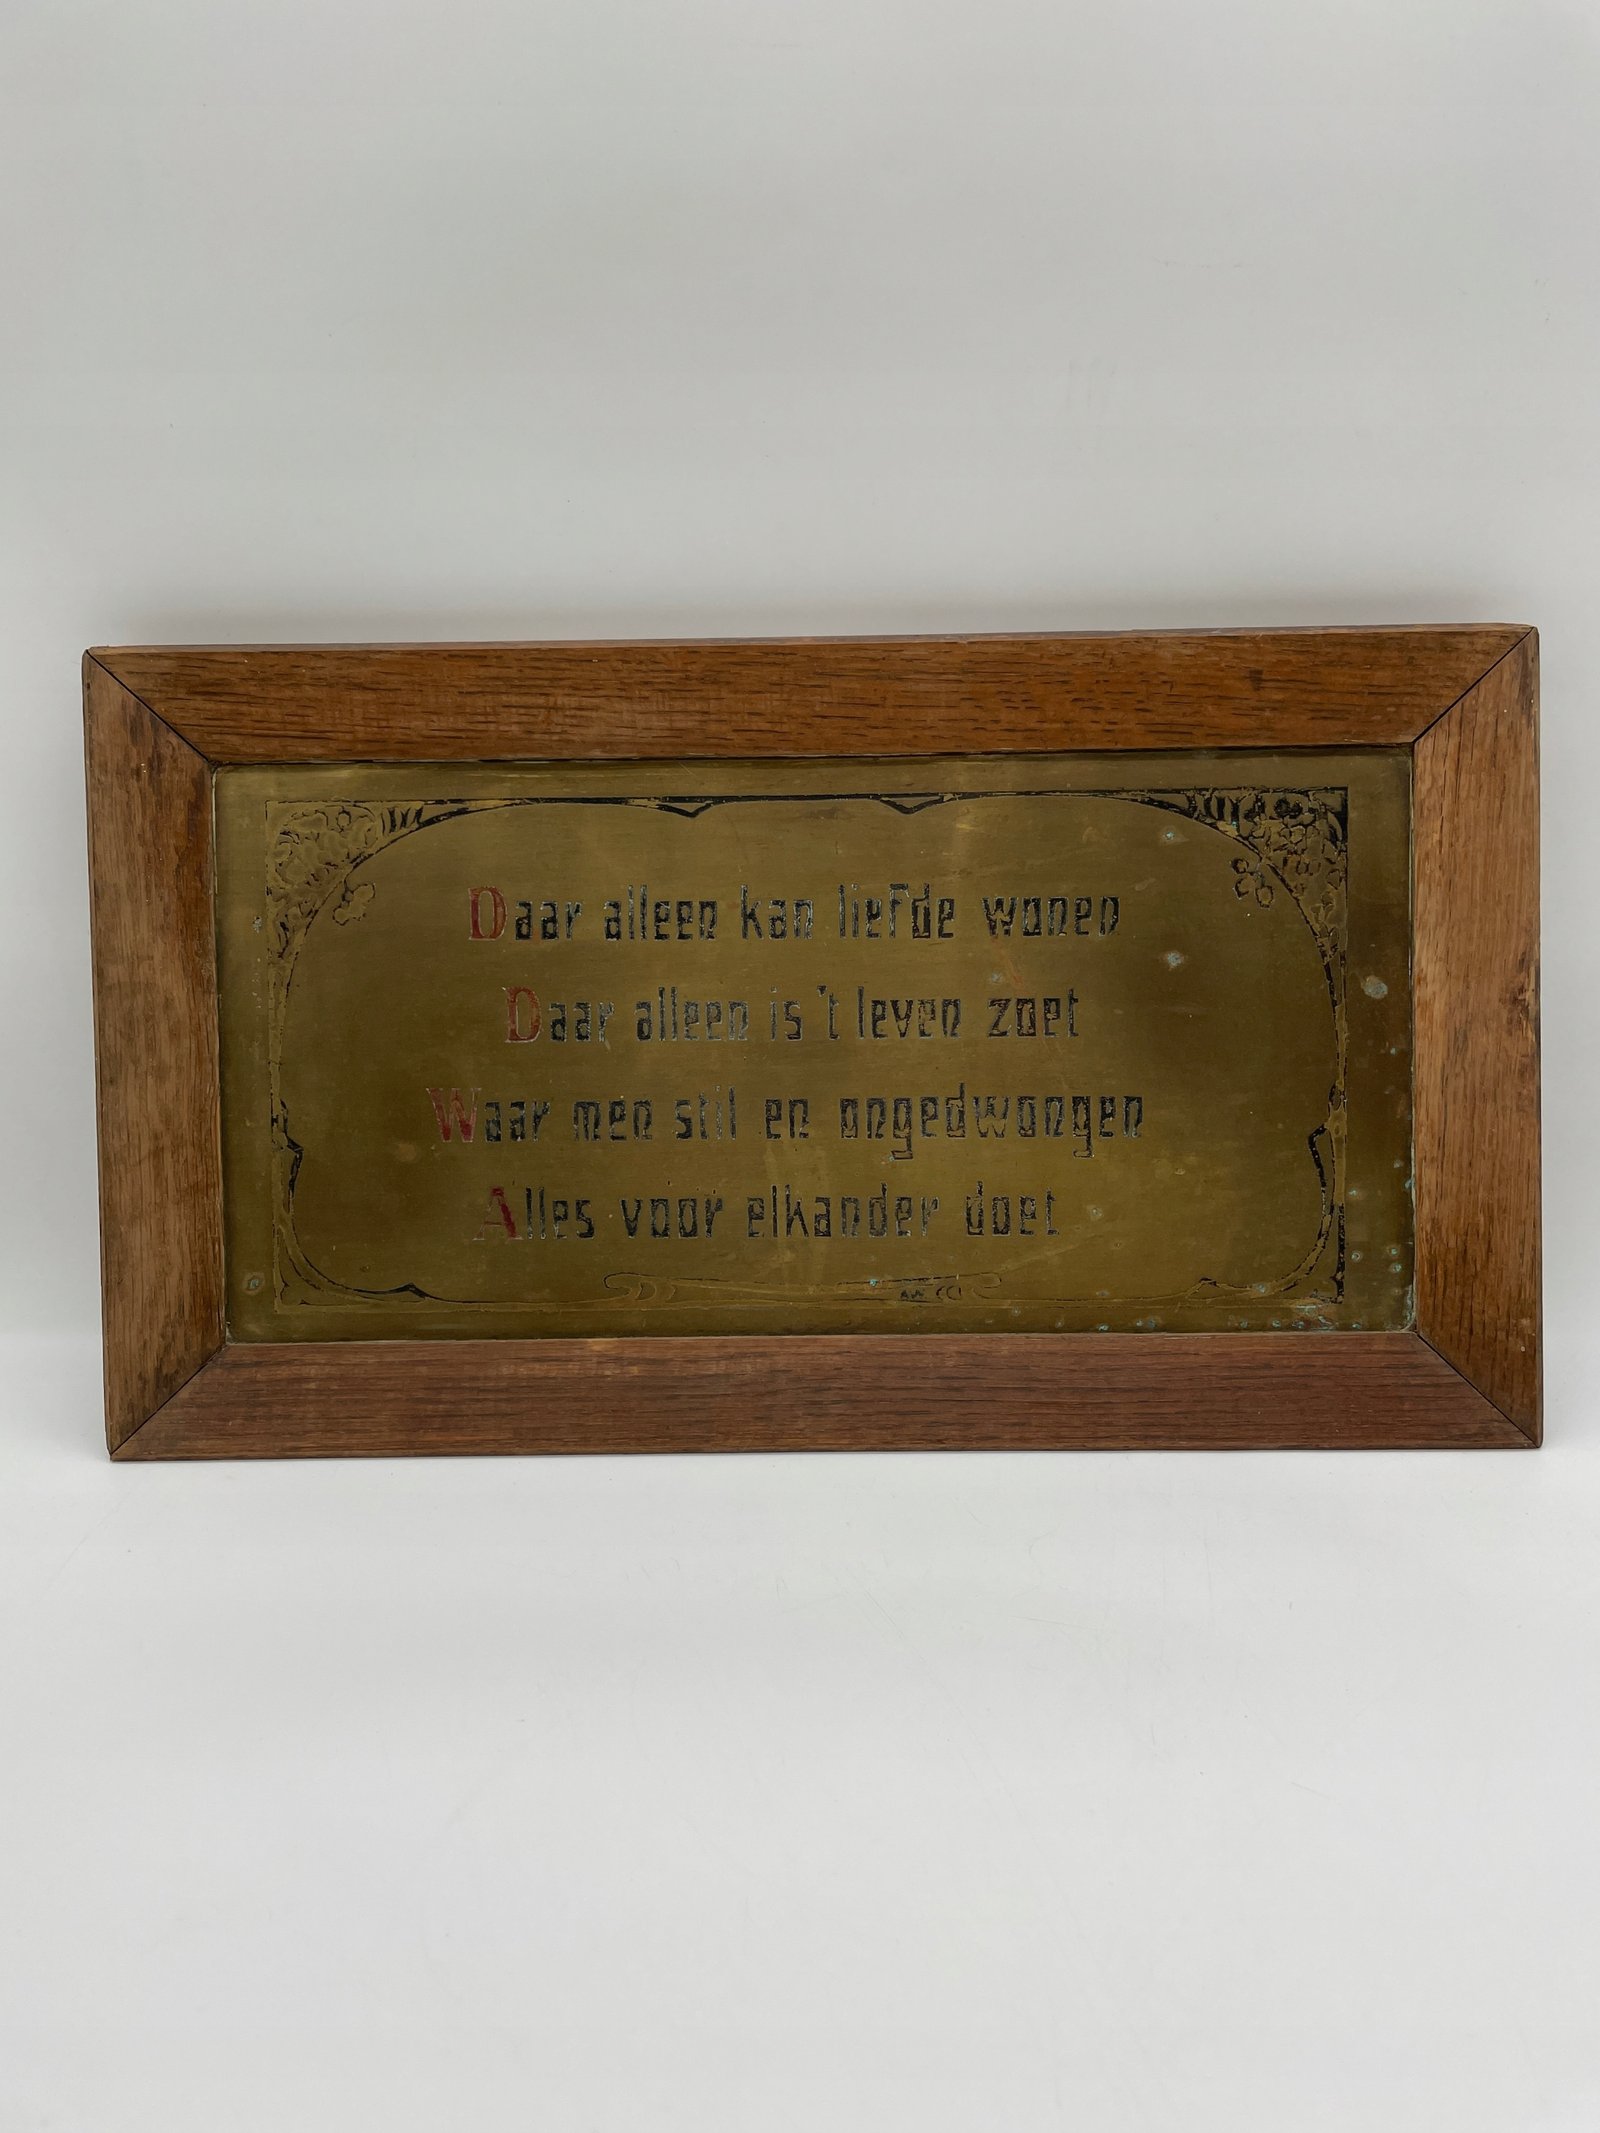 Daar alleen kan liefde wonen
Daar alleen is 't leven zoet
Waar men stil en ongedwongen
Alles voor elkander doet